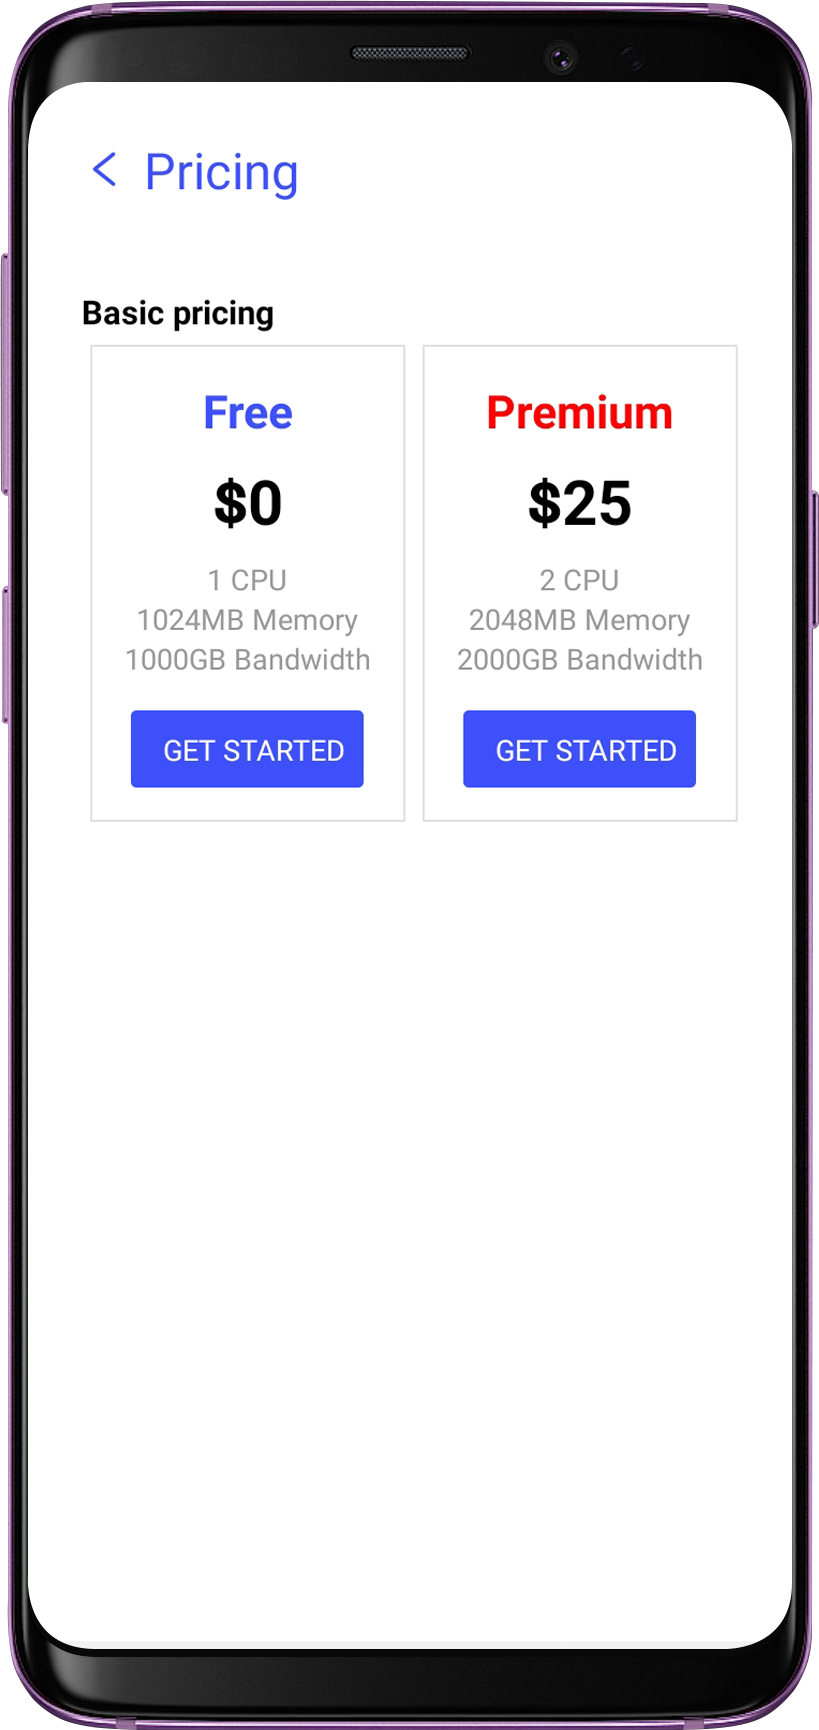 Pricing
Basic pricing
Free
$0
1 CPU
1024MB Memory
1000GB Bandwidth
GET STARTED
Premium
$25
2 CPU
2048MB Memory
2000GB Bandwidth
GET STARTED